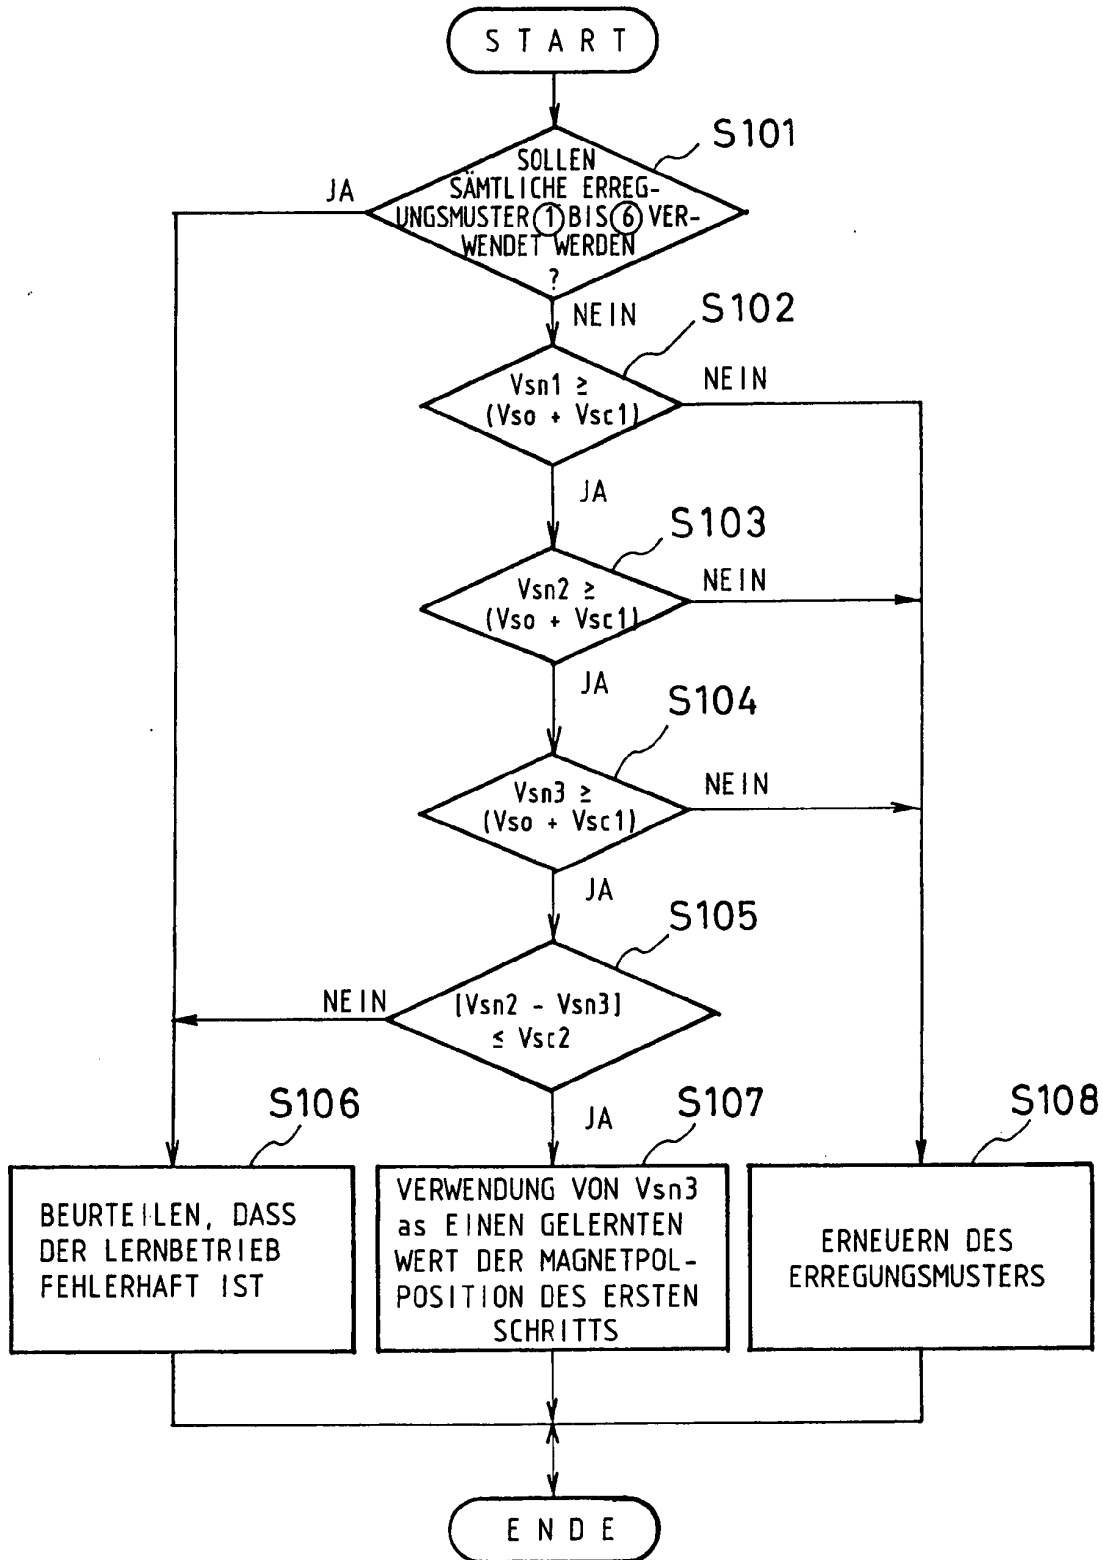 START
S101
SOLLEN
SÄMTLICHE ERREG-
UNGSMUSTER ① BIS ⑥ VER-
WENDET WERDEN
?
JA
NEIN
S102
Vsn1 ≥
(Vso + Vsc1)
NEIN
JA
S103
Vsn2 ≥
(Vso + Vsc1)
NEIN
JA
S104
Vsn3 ≥
(Vso + Vsc1)
NEIN
JA
S105
[Vsn2 - Vsn3]
≤ Vsc2
NEIN
JA
S106
BEURTEILEN, DASS
DER LERNBETRIEB
FEHLERHAFT IST
S107
VERWENDUNG VON Vsn3
as EINEN GELERNTEN
WERT DER MAGNETPOL-
POSITION DES ERSTEN
SCHRITTS
S108
ERNEUERN DES
ERREGUNGSMUSTERS
ENDE